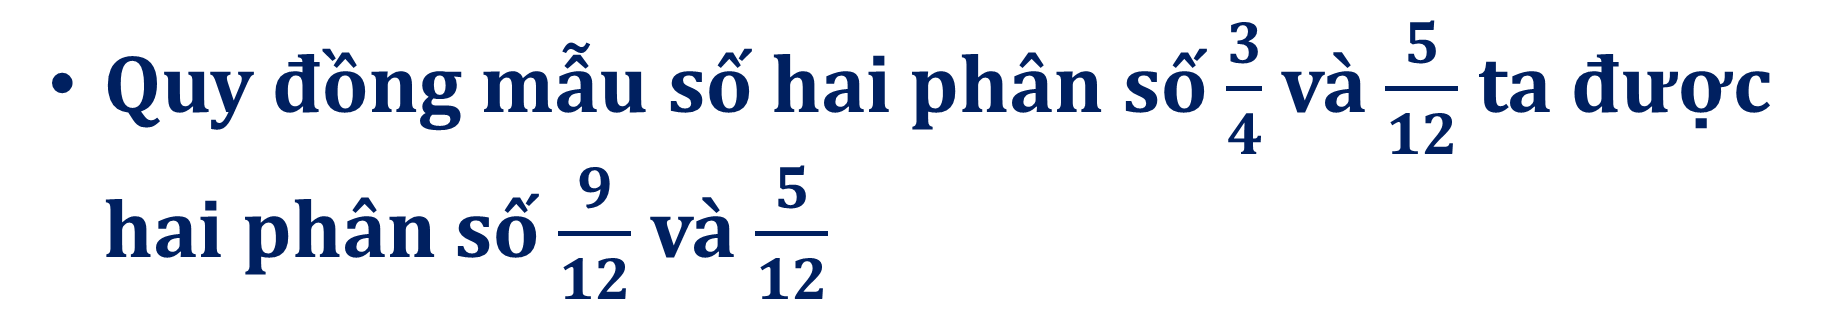 • Quy đồng mẫu số hai phân số 3/4 và 5/12 ta được
hai phân số 9/12 và 5/12